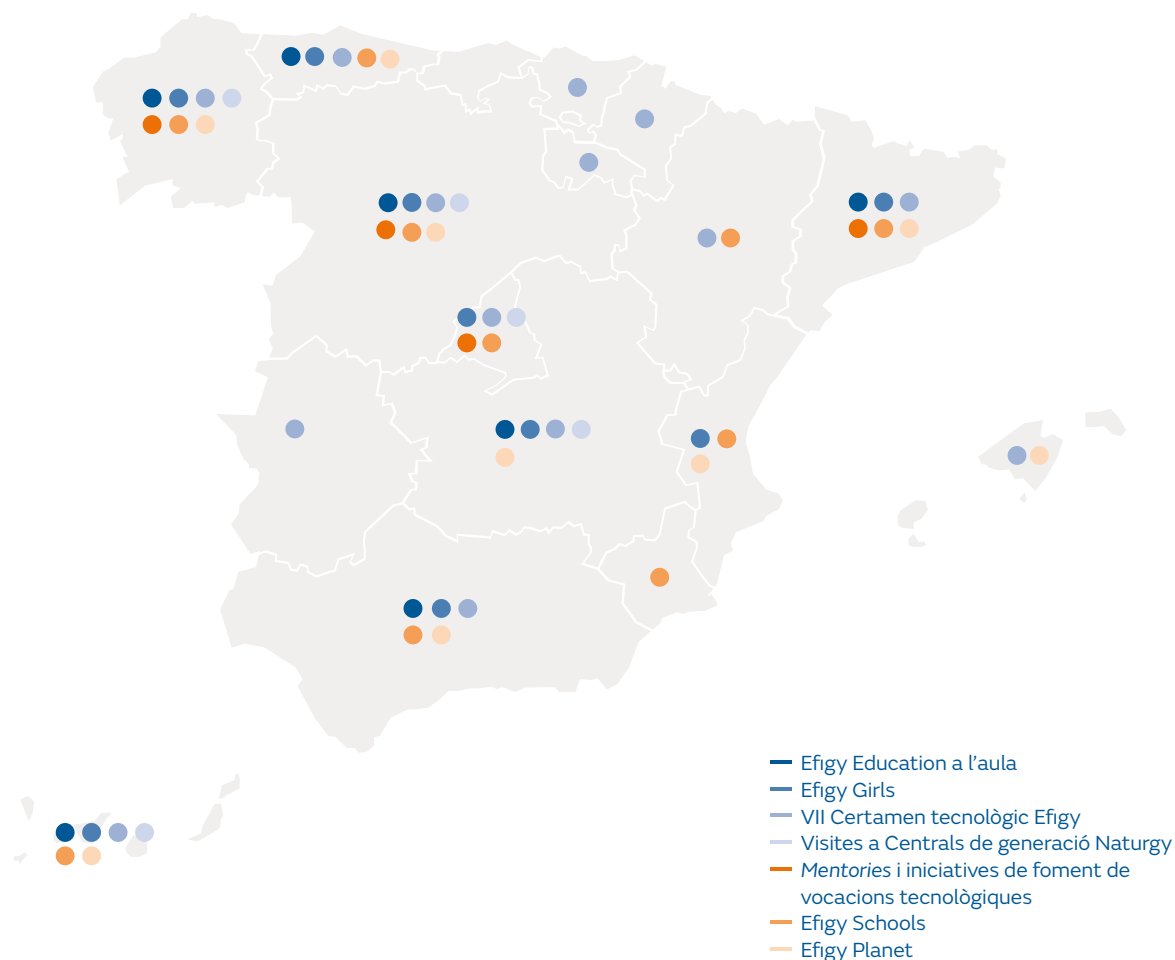 Efigy Education a l’aula
Efigy Girls
VII Certamen tecnològic Efigy
Visites a Centrals de generació Naturgy
Mentories i iniciatives de foment de
vocacions tecnològiques
Efigy Schools
Efigy Planet